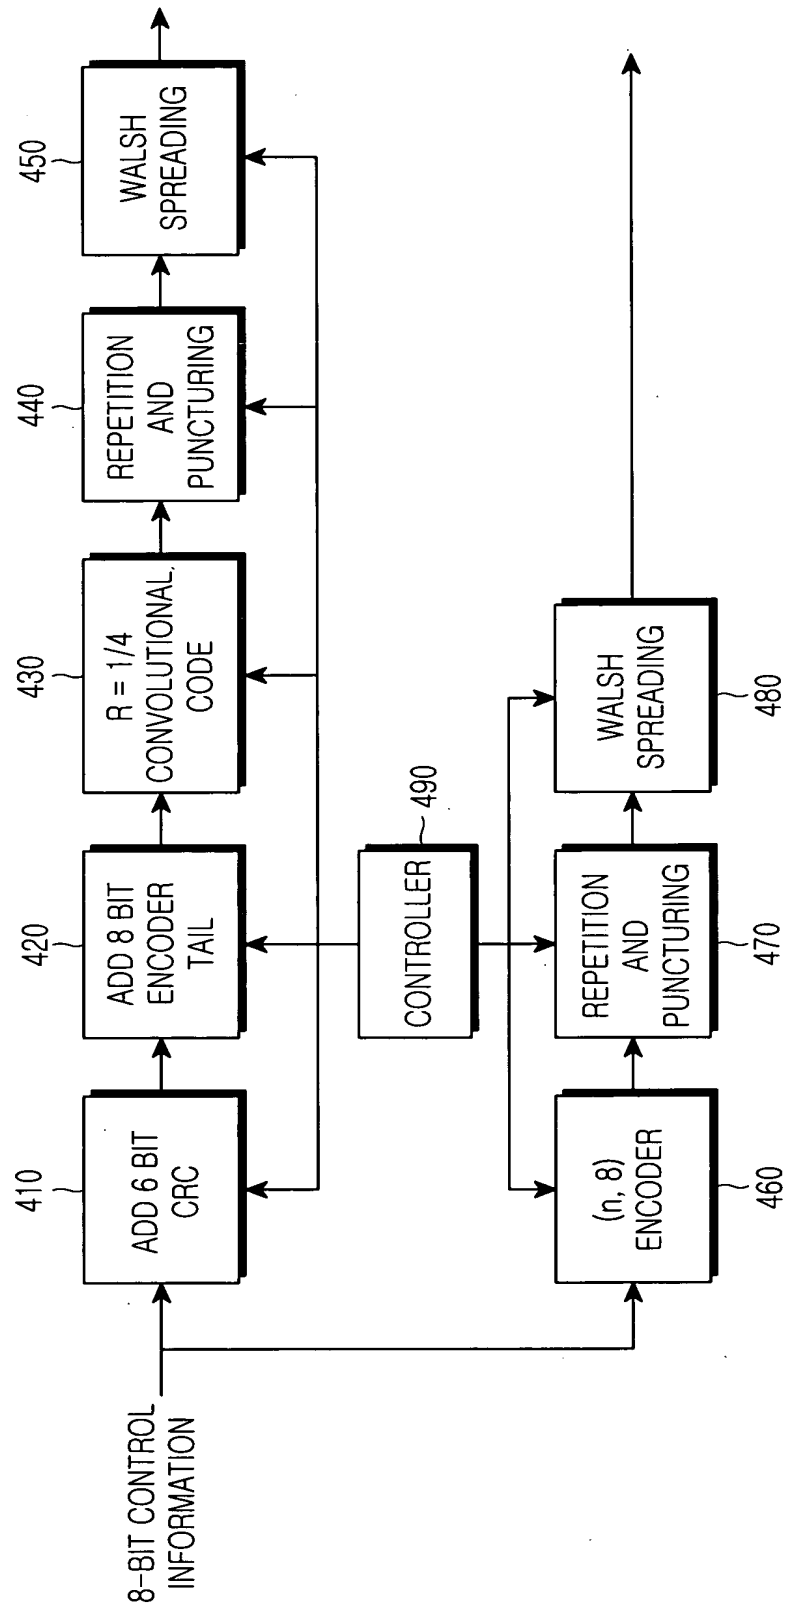 8-BIT CONTROL
INFORMATION
410
ADD 6 BIT
CRC
420
ADD 8 BIT
ENCODER
TAIL
430
R = 1/4
CONVOLUTIONAL
CODE
440
REPETITION
AND
PUNCTURING
450
WALSH
SPREADING
CONTROLLER
490
(n, 8)
ENCODER
460
REPETITION
AND
PUNCTURING
470
WALSH
SPREADING
480